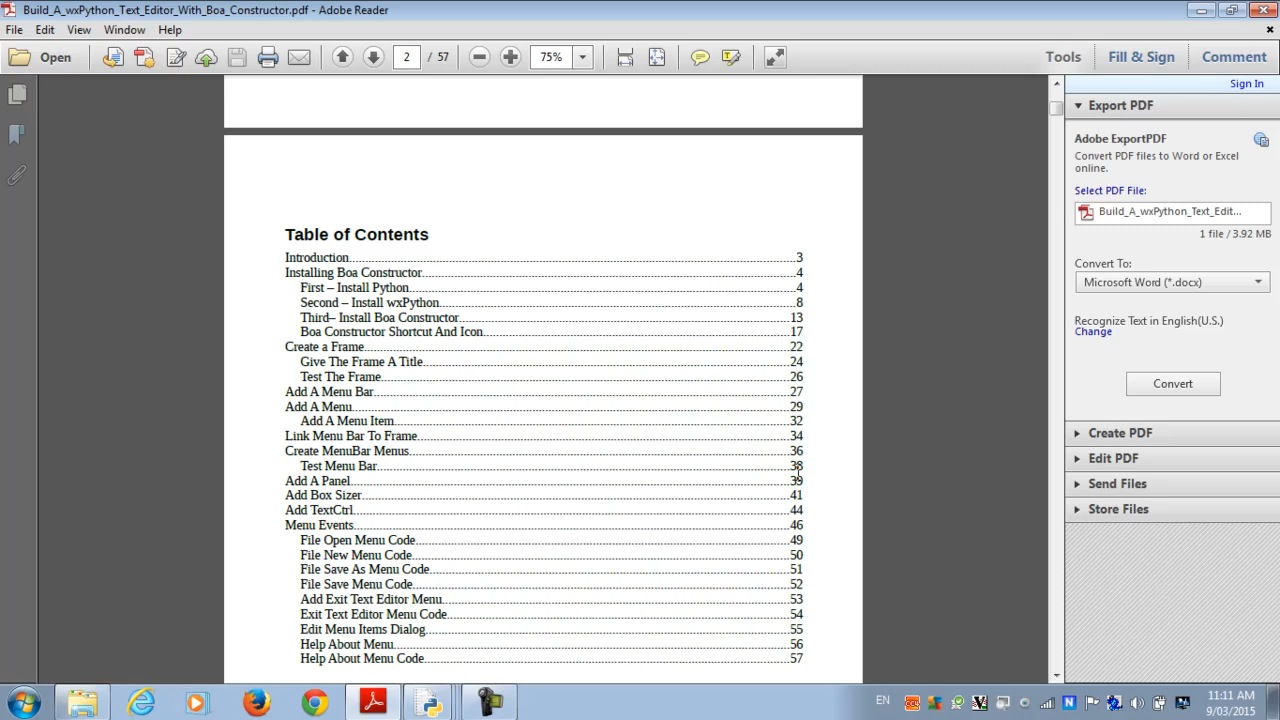 Build_A_wxPython_Text_Editor_With_Boa_Constructor.pdf - Adobe Reader
File Edit View Window Help
Open 2 / 57 75% Tools Fill & Sign Comment
Sign In
Export PDF
Adobe ExportPDF
Convert PDF files to Word or Excel
online.
Select PDF File:
Build_A_wxPython_Text_Edit...
1 file / 3.92 MB
Convert To:
Microsoft Word (*.docx)
Recognize Text in English(U.S.)
Change
Convert
Create PDF
Edit PDF
Send Files
Store Files
Table of Contents
Introduction 3
Installing Boa Constructor 4
First – Install Python 4
Second – Install wxPython 8
Third– Install Boa Constructor 13
Boa Constructor Shortcut And Icon 17
Create a Frame 22
Give The Frame A Title 24
Test The Frame 26
Add A Menu Bar 27
Add A Menu 29
Add A Menu Item 32
Link Menu Bar To Frame 34
Create MenuBar Menus 36
Test Menu Bar 38
Add A Panel 39
Add Box Sizer 41
Add TextCtrl 44
Menu Events 46
File Open Menu Code 49
File New Menu Code 50
File Save As Menu Code 51
File Save Menu Code 52
Add Exit Text Editor Menu 53
Exit Text Editor Menu Code 54
Edit Menu Items Dialog 55
Help About Menu 56
Help About Menu Code 57
EN
11:11 AM
9/03/2015